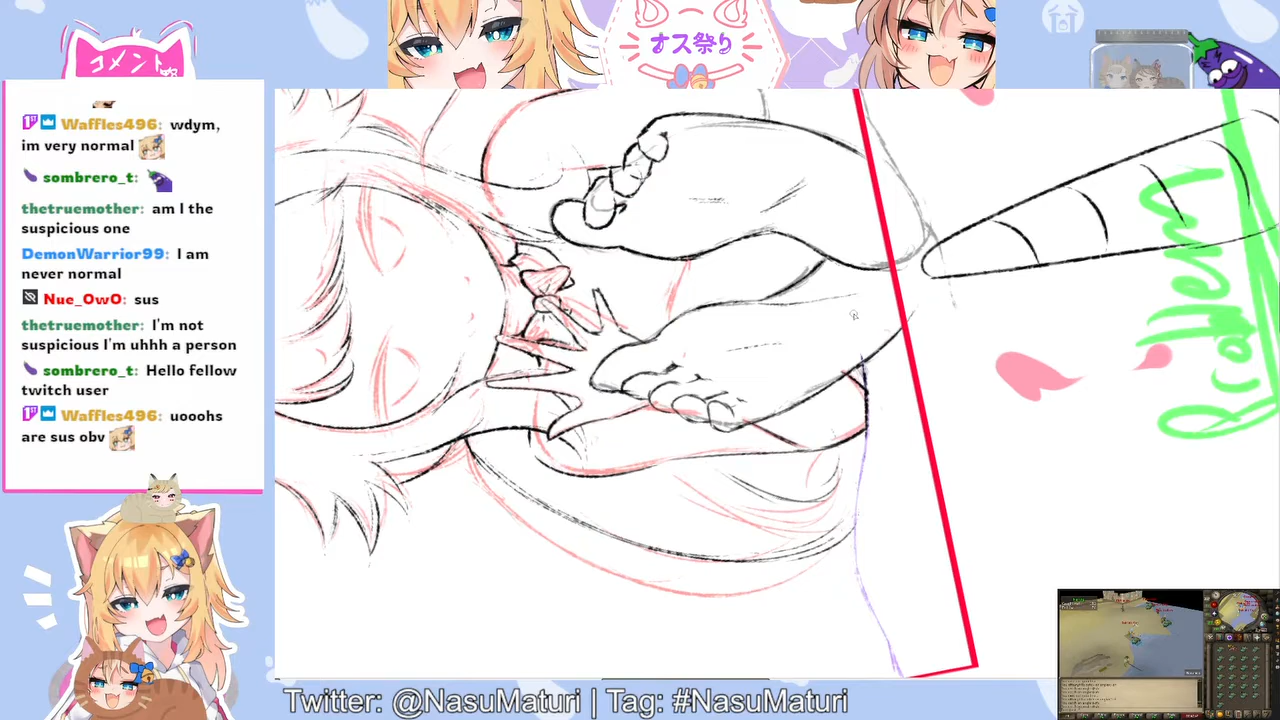 コメント
ナス祭り
Waffles496: wdym,
im very normal
sombrero_t:
thetruemother: am I the
suspicious one
DemonWarrior99: I am
never normal
Nue_OwO: sus
thetruemother: I'm not
suspicious I'm uhhh a person
sombrero_t: Hello fellow
twitch user
Waffles496: uooohs
are sus obv
Twitter: @NasuMaturi | Tag: #NasuMaturi